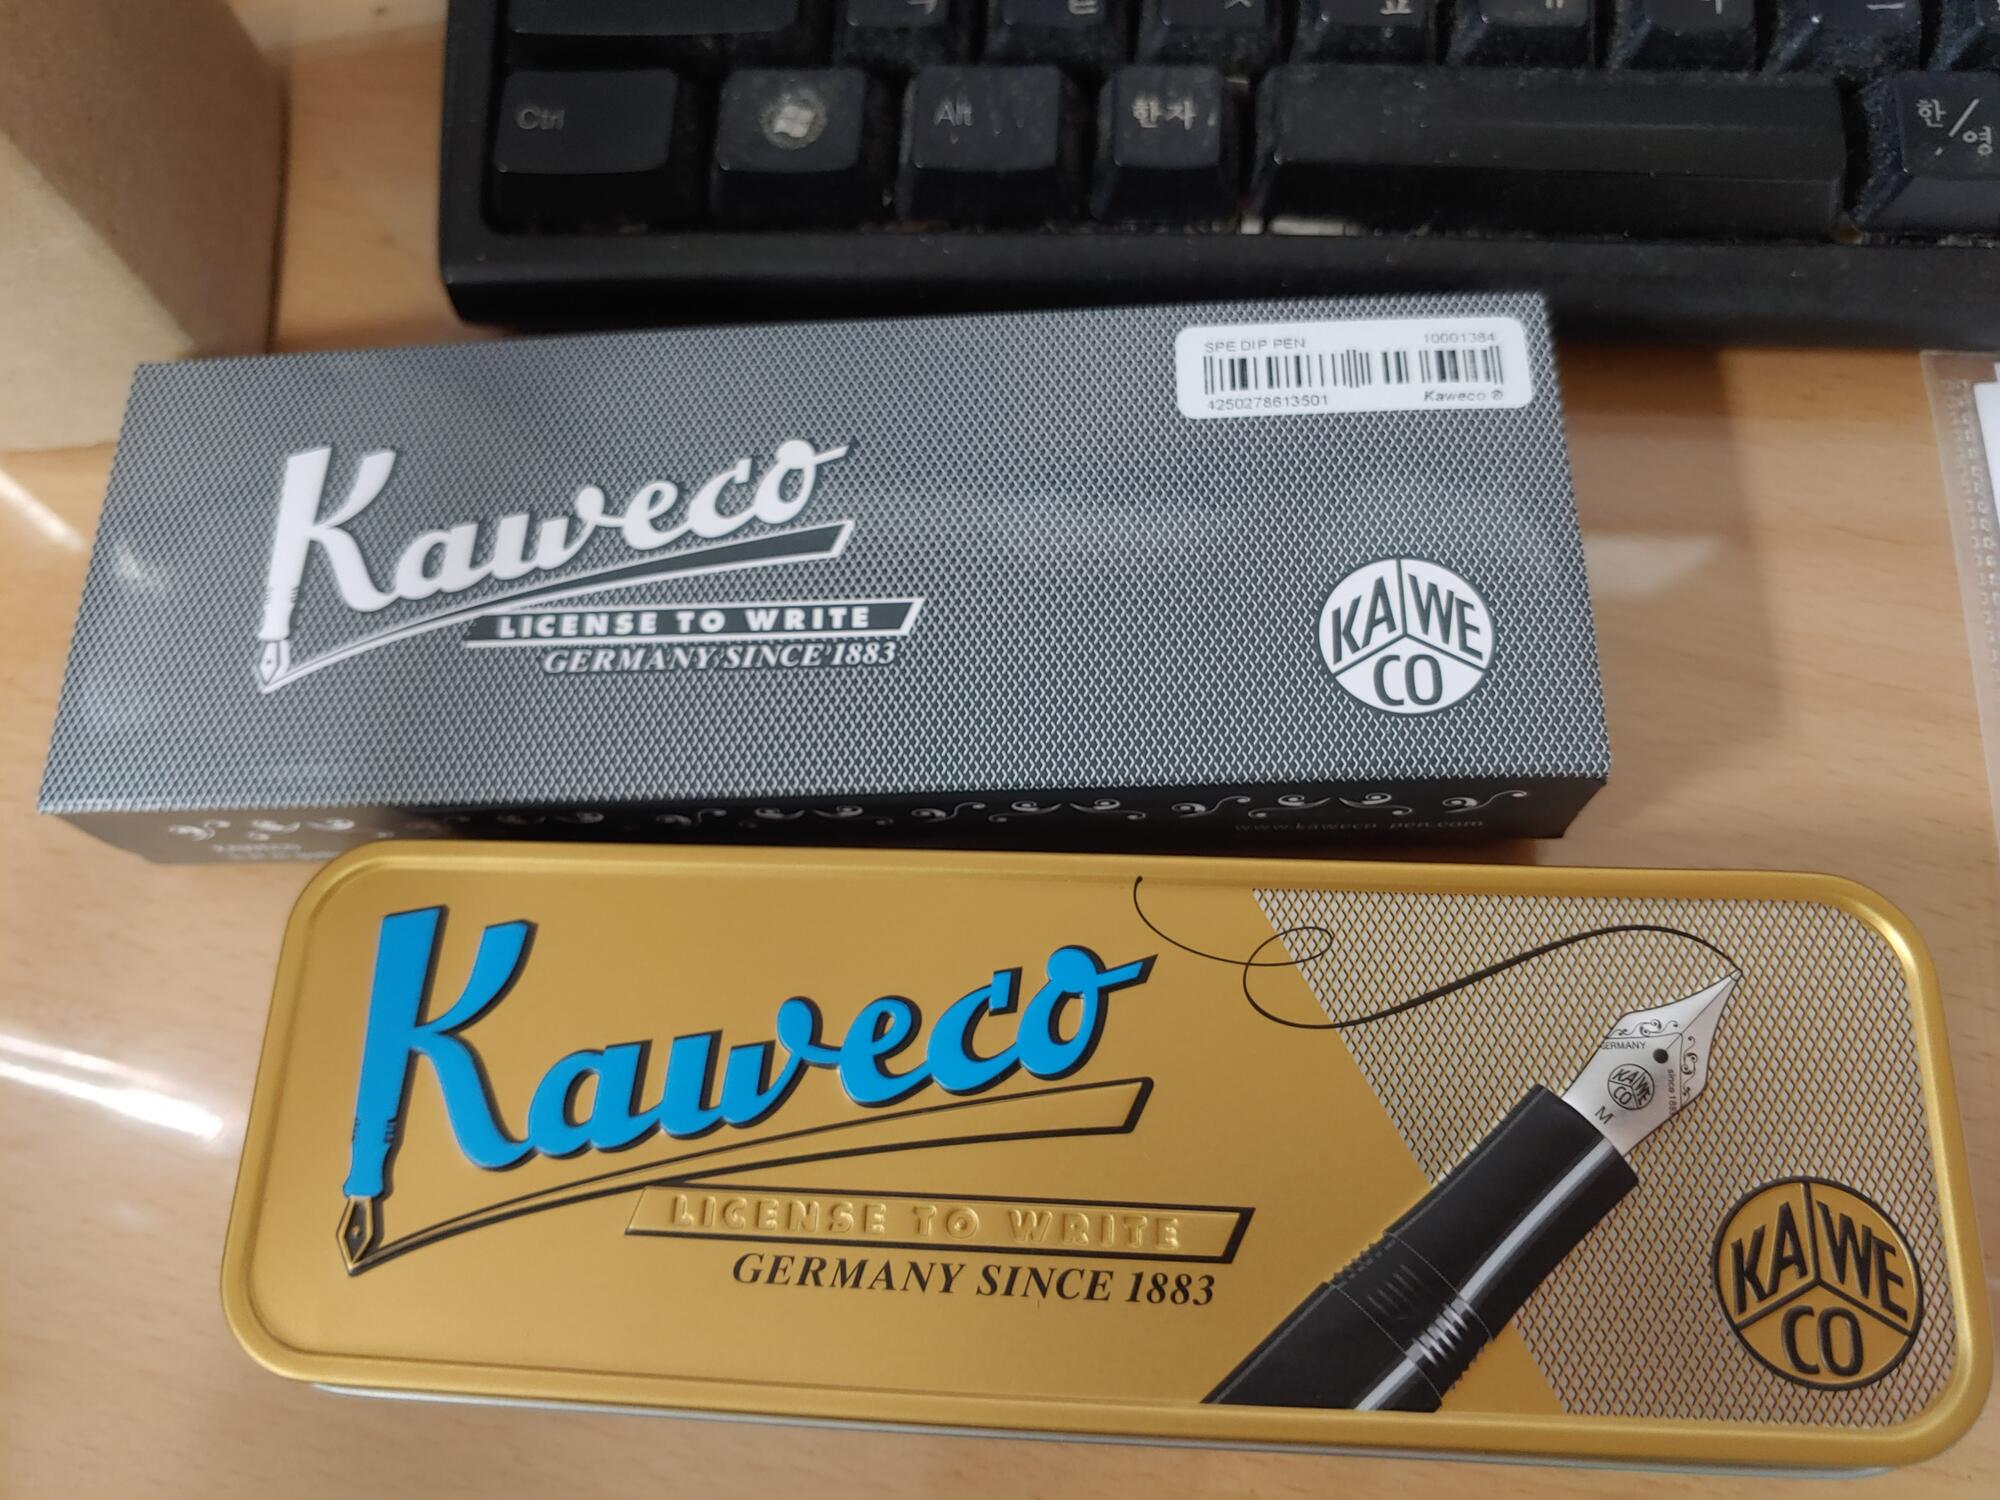 Ctrl
Alt
한자
한/영
SPE DIP PEN 10001384
4250278613501 Kaweco ®
Kaweco
LICENSE TO WRITE
GERMANY SINCE 1883
KA WE
CO
www.kaweco-pen.com
Kaweco
LICENSE TO WRITE
GERMANY SINCE 1883
GERMANY
KA WE
CO
M
KA WE
CO